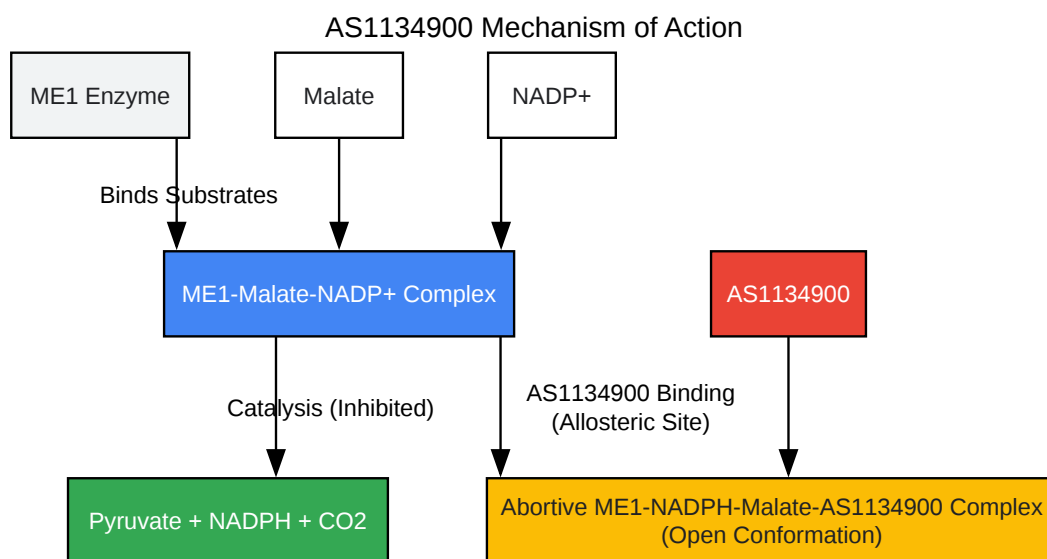 AS1134900 Mechanism of Action
ME1 Enzyme
Malate
NADP+
Binds Substrates
ME1-Malate-NADP+ Complex
AS1134900
Catalysis (Inhibited)
AS1134900 Binding
(Allosteric Site)
Pyruvate + NADPH + CO2
Abortive ME1-NADPH-Malate-AS1134900 Complex
(Open Conformation)